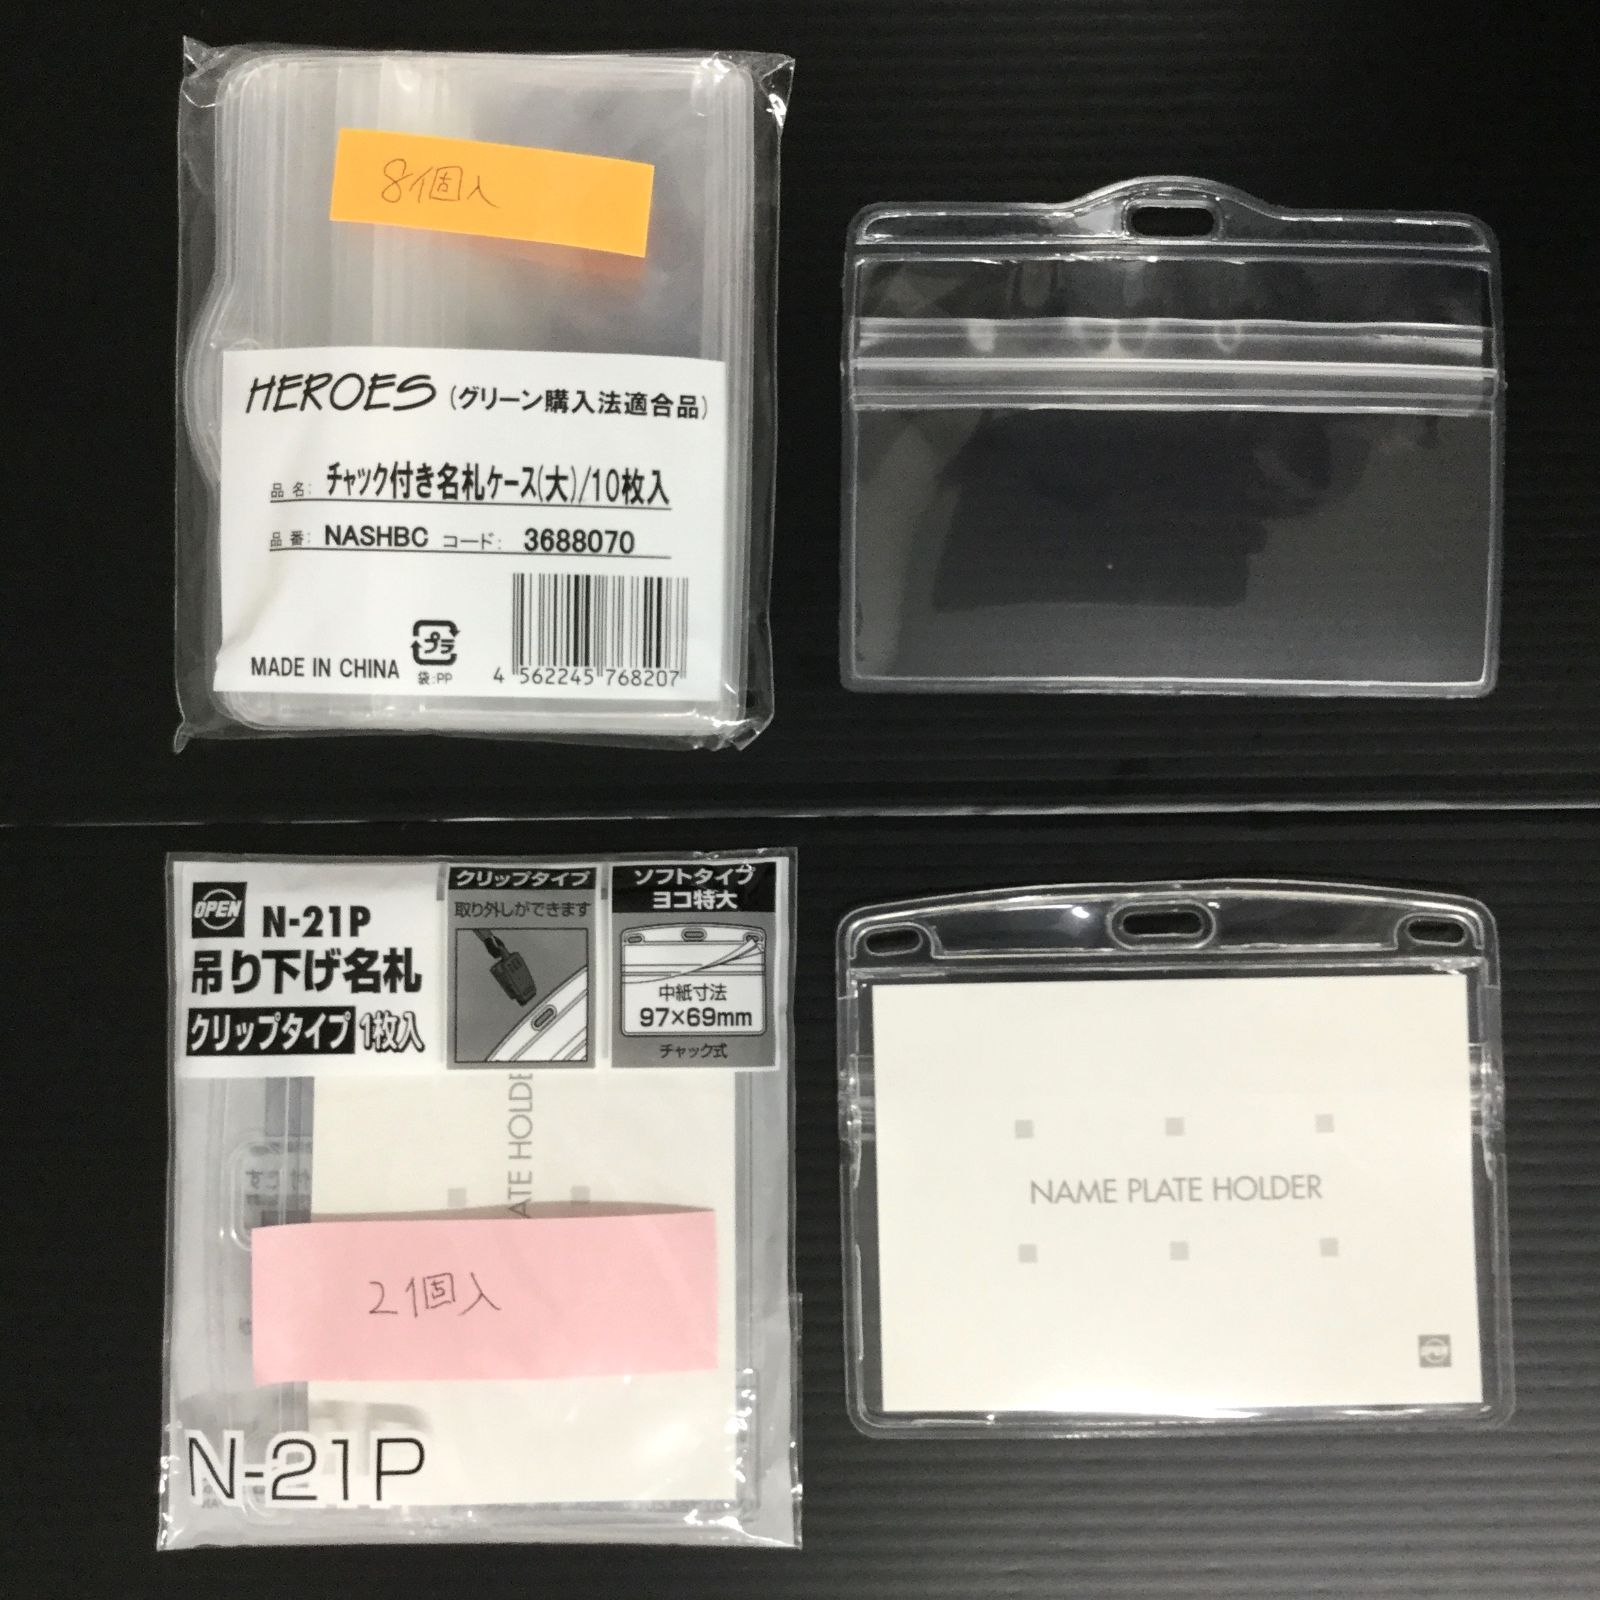 8個入
HEROES (グリーン購入法適合品)
品名: チャック付き名札ケース(大)/10枚入
品番: NASHBC コード: 3688070
プラ
袋:PP
MADE IN CHINA
4 562245 768207
OPEN
N-21P
吊り下げ名札
クリップタイプ 1枚入
クリップタイプ
取り外しができます
ソフトタイプ
ヨコ特大
中紙寸法
97×69mm
チャック式
ATE HOLDE
2個入
N-21P
NAME PLATE HOLDER
OPEN